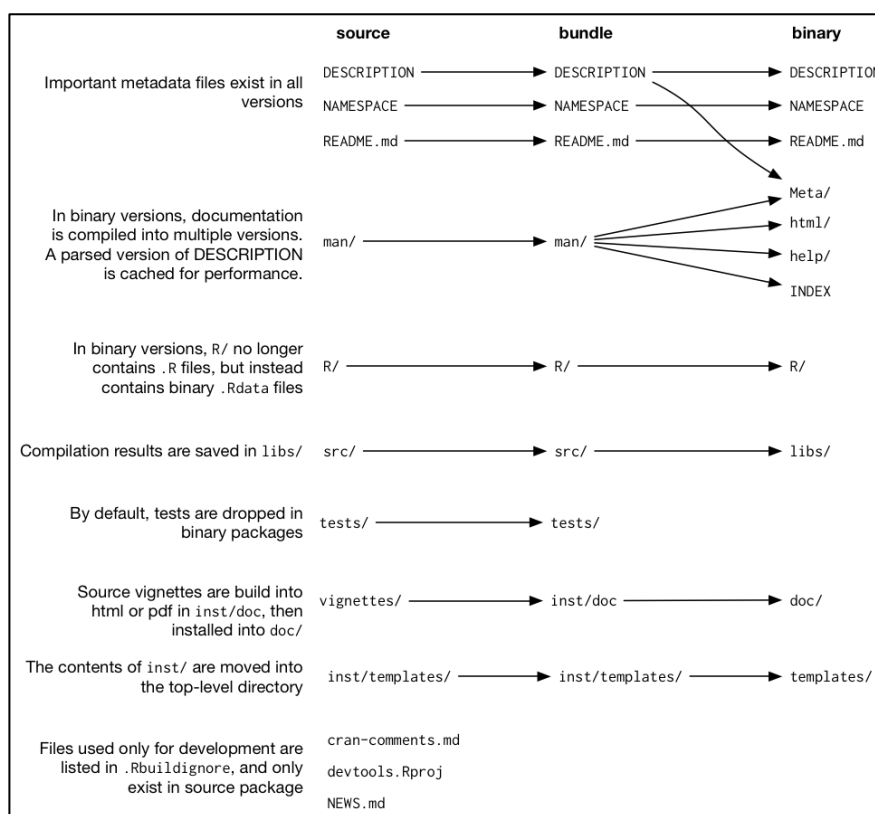 source bundle binary
Important metadata files exist in all
versions
DESCRIPTION DESCRIPTION DESCRIPTION
NAMESPACE NAMESPACE NAMESPACE
README.md README.md README.md
In binary versions, documentation
is compiled into multiple versions.
A parsed version of DESCRIPTION
is cached for performance.
man/ man/
Meta/
html/
help/
INDEX
In binary versions, R/ no longer
contains .R files, but instead
contains binary .Rdata files
R/ R/ R/
Compilation results are saved in libs/
src/ src/ libs/
By default, tests are dropped in
binary packages
tests/ tests/
Source vignettes are build into
html or pdf in inst/doc, then
installed into doc/
vignettes/ inst/doc doc/
The contents of inst/ are moved into
the top-level directory
inst/templates/ inst/templates/ templates/
Files used only for development are
listed in .Rbuildignore, and only
exist in source package
cran-comments.md
devtools.Rproj
NEWS.md